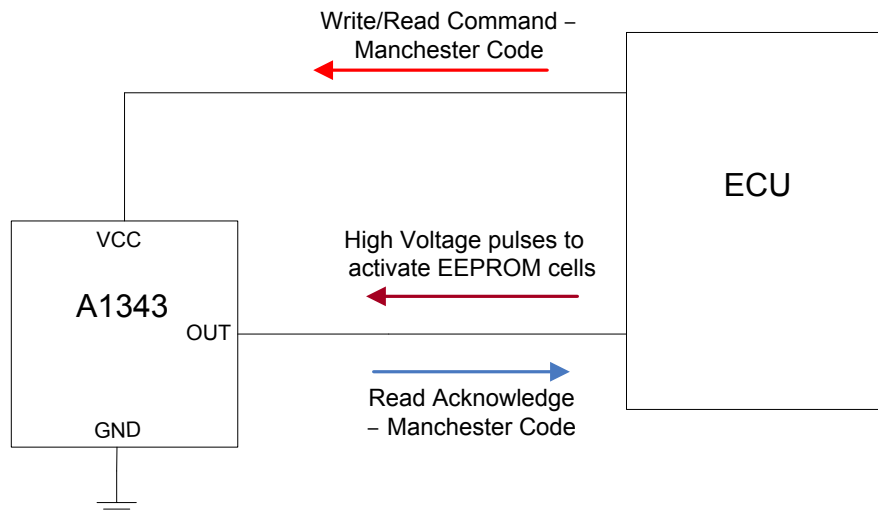 Write/Read Command –
Manchester Code
ECU
VCC
High Voltage pulses to
activate EEPROM cells
A1343
OUT
Read Acknowledge
– Manchester Code
GND